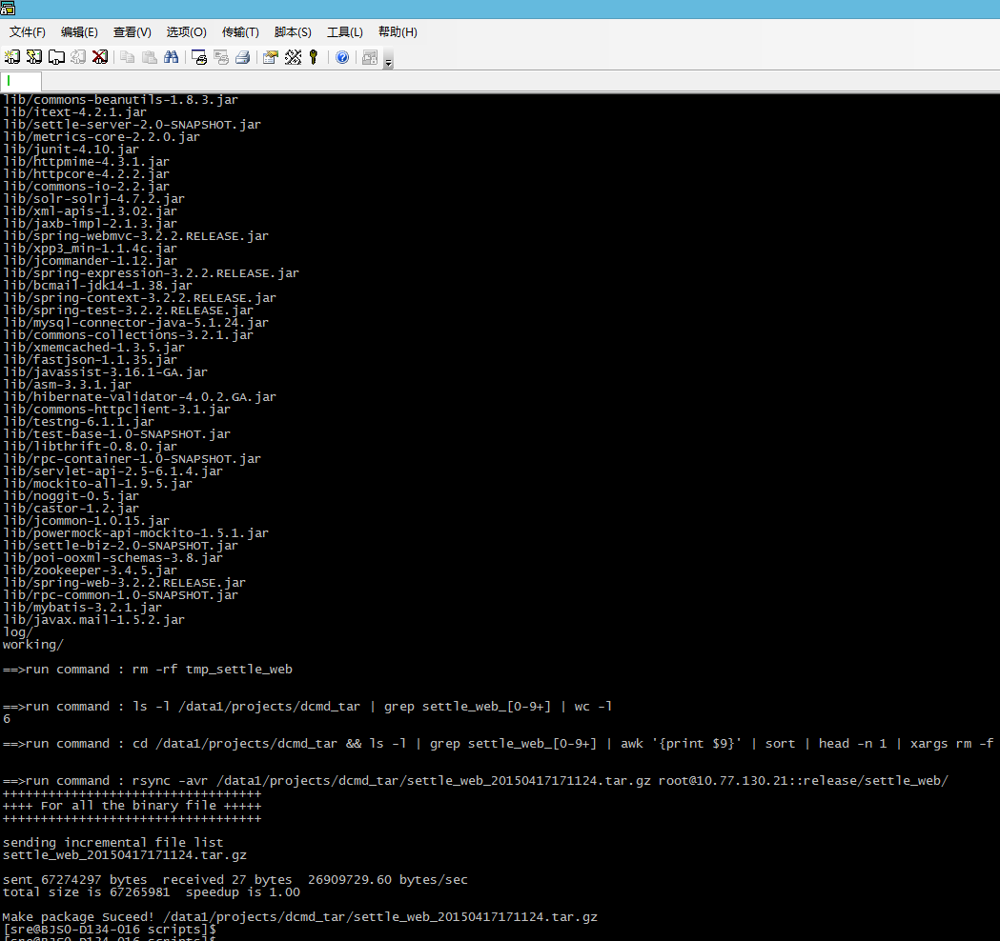 文件(F) 编辑(E) 查看(V) 选项(O) 传输(T) 脚本(S) 工具(L) 帮助(H)
lib/commons-beanutils-1.8.3.jar
lib/itext-4.2.1.jar
lib/settle-server-2.0-SNAPSHOT.jar
lib/metrics-core-2.2.0.jar
lib/junit-4.10.jar
lib/httpmime-4.3.1.jar
lib/httpcore-4.2.2.jar
lib/commons-io-2.2.jar
lib/solr-solrj-4.7.2.jar
lib/xml-apis-1.3.02.jar
lib/jaxb-impl-2.1.3.jar
lib/spring-webmvc-3.2.2.RELEASE.jar
lib/xpp3_min-1.1.4c.jar
lib/jcommander-1.12.jar
lib/spring-expression-3.2.2.RELEASE.jar
lib/bcmail-jdk14-1.38.jar
lib/spring-context-3.2.2.RELEASE.jar
lib/spring-test-3.2.2.RELEASE.jar
lib/mysql-connector-java-5.1.24.jar
lib/commons-collections-3.2.1.jar
lib/xmemcached-1.3.5.jar
lib/fastjson-1.1.35.jar
lib/javassist-3.16.1-GA.jar
lib/asm-3.3.1.jar
lib/hibernate-validator-4.0.2.GA.jar
lib/commons-httpclient-3.1.jar
lib/testng-6.1.1.jar
lib/test-base-1.0-SNAPSHOT.jar
lib/libthrift-0.8.0.jar
lib/rpc-container-1.0-SNAPSHOT.jar
lib/servlet-api-2.5-6.1.4.jar
lib/mockito-all-1.9.5.jar
lib/noggit-0.5.jar
lib/castor-1.2.jar
lib/jcommon-1.0.15.jar
lib/powermock-api-mockito-1.5.1.jar
lib/settle-biz-2.0-SNAPSHOT.jar
lib/poi-ooxml-schemas-3.8.jar
lib/zookeeper-3.4.5.jar
lib/spring-web-3.2.2.RELEASE.jar
lib/rpc-common-1.0-SNAPSHOT.jar
lib/mybatis-3.2.1.jar
lib/javax.mail-1.5.2.jar
log/
working/
==>run command : rm -rf tmp_settle_web
==>run command : ls -l /data1/projects/dcmd_tar | grep settle_web_[0-9+] | wc -l
6
==>run command : cd /data1/projects/dcmd_tar && ls -l | grep settle_web_[0-9+] | awk '{print $9}' | sort | head -n 1 | xargs rm -f
==>run command : rsync -avr /data1/projects/dcmd_tar/settle_web_20150417171124.tar.gz root@10.77.130.21::release/settle_web/
++++++++++++++++++++++++++++++++++
++++ For all the binary file +++++
++++++++++++++++++++++++++++++++++
sending incremental file list
settle_web_20150417171124.tar.gz
sent 67274297 bytes  received 27 bytes  26909729.60 bytes/sec
total size is 67265981  speedup is 1.00
Make package Suceed! /data1/projects/dcmd_tar/settle_web_20150417171124.tar.gz
[sre@BJSO-D134-016 scripts]$
[sre@BJSO-D134-016 scripts]$